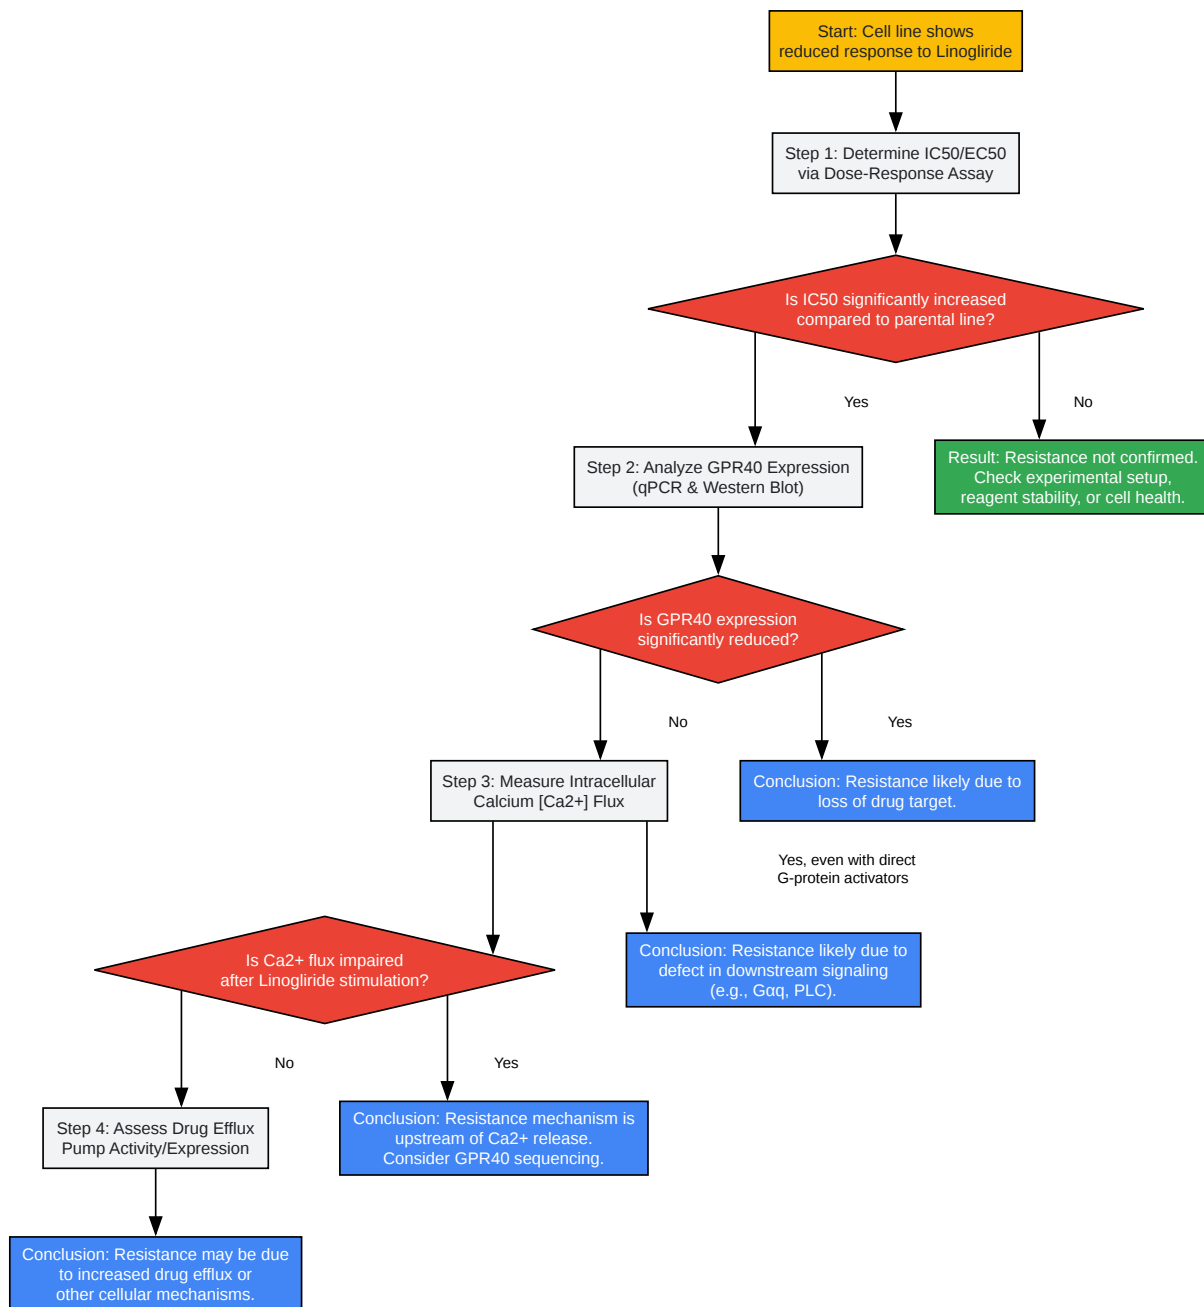 Start: Cell line shows
reduced response to Linogliride
Step 1: Determine IC50/EC50
via Dose-Response Assay
Is IC50 significantly increased
compared to parental line?
Yes
No
Step 2: Analyze GPR40 Expression
(qPCR & Western Blot)
Result: Resistance not confirmed.
Check experimental setup,
reagent stability, or cell health.
Is GPR40 expression
significantly reduced?
No
Yes
Step 3: Measure Intracellular
Calcium [Ca2+] Flux
Conclusion: Resistance likely due to
loss of drug target.
Yes, even with direct
G-protein activators
Is Ca2+ flux impaired
after Linogliride stimulation?
Conclusion: Resistance likely due to
defect in downstream signaling
(e.g., Gαq, PLC).
No
Yes
Step 4: Assess Drug Efflux
Pump Activity/Expression
Conclusion: Resistance mechanism is
upstream of Ca2+ release.
Consider GPR40 sequencing.
Conclusion: Resistance may be due
to increased drug efflux or
other cellular mechanisms.